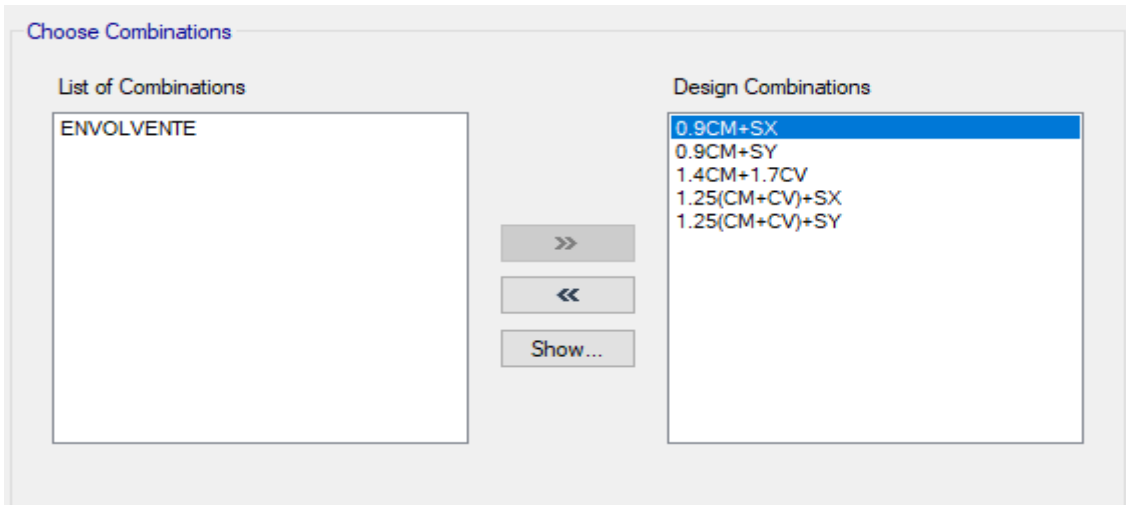 Choose Combinations
List of Combinations
ENVOLVENTE
>>
<<
Show...
Design Combinations
0.9CM+SX
0.9CM+SY
1.4CM+1.7CV
1.25(CM+CV)+SX
1.25(CM+CV)+SY